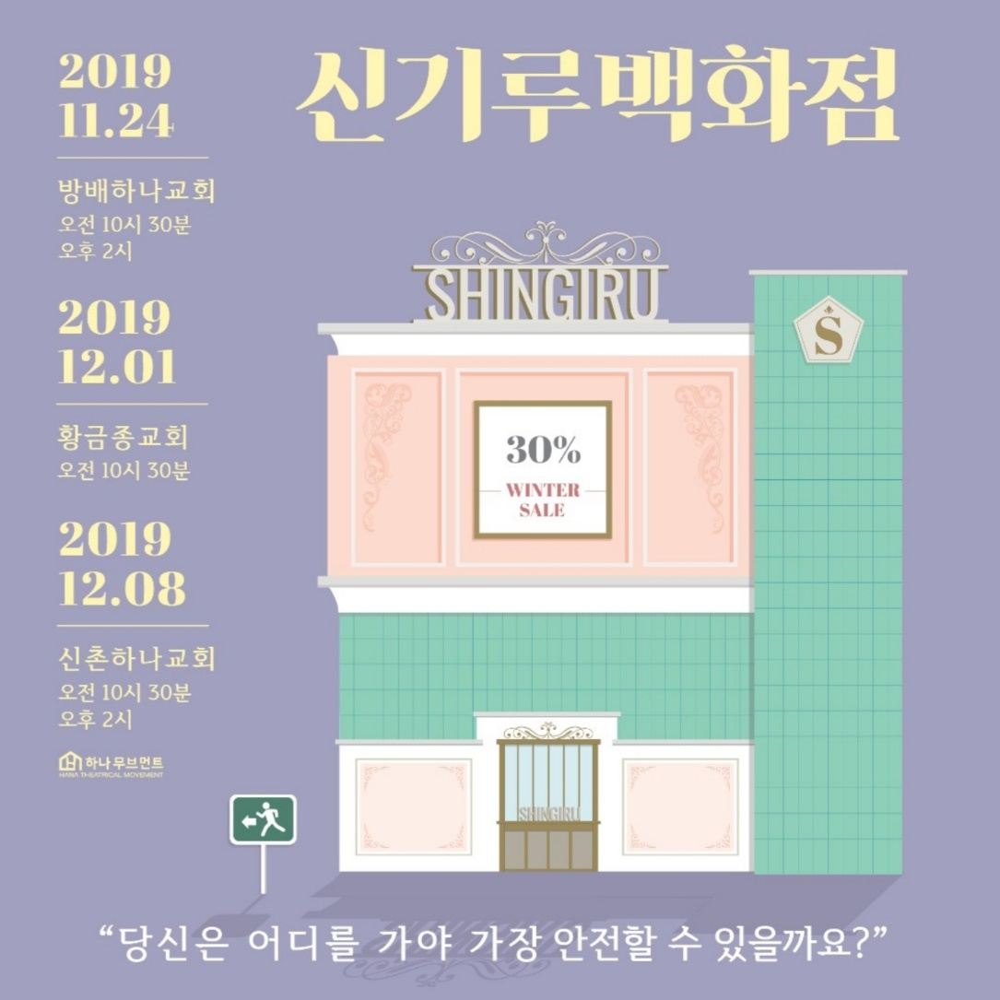 신기루백화점
2019
11.24
방배하나교회
오전 10시 30분
오후 2시
2019
12.01
황금종교회
오전 10시 30분
2019
12.08
신촌하나교회
오전 10시 30분
오후 2시
하나무브먼트
HANA THEATRICAL MOVEMENT
SHINGIRU
S
30%
WINTER
SALE
SHINGIRU
“당신은 어디를 가야 가장 안전할 수 있을까요?”